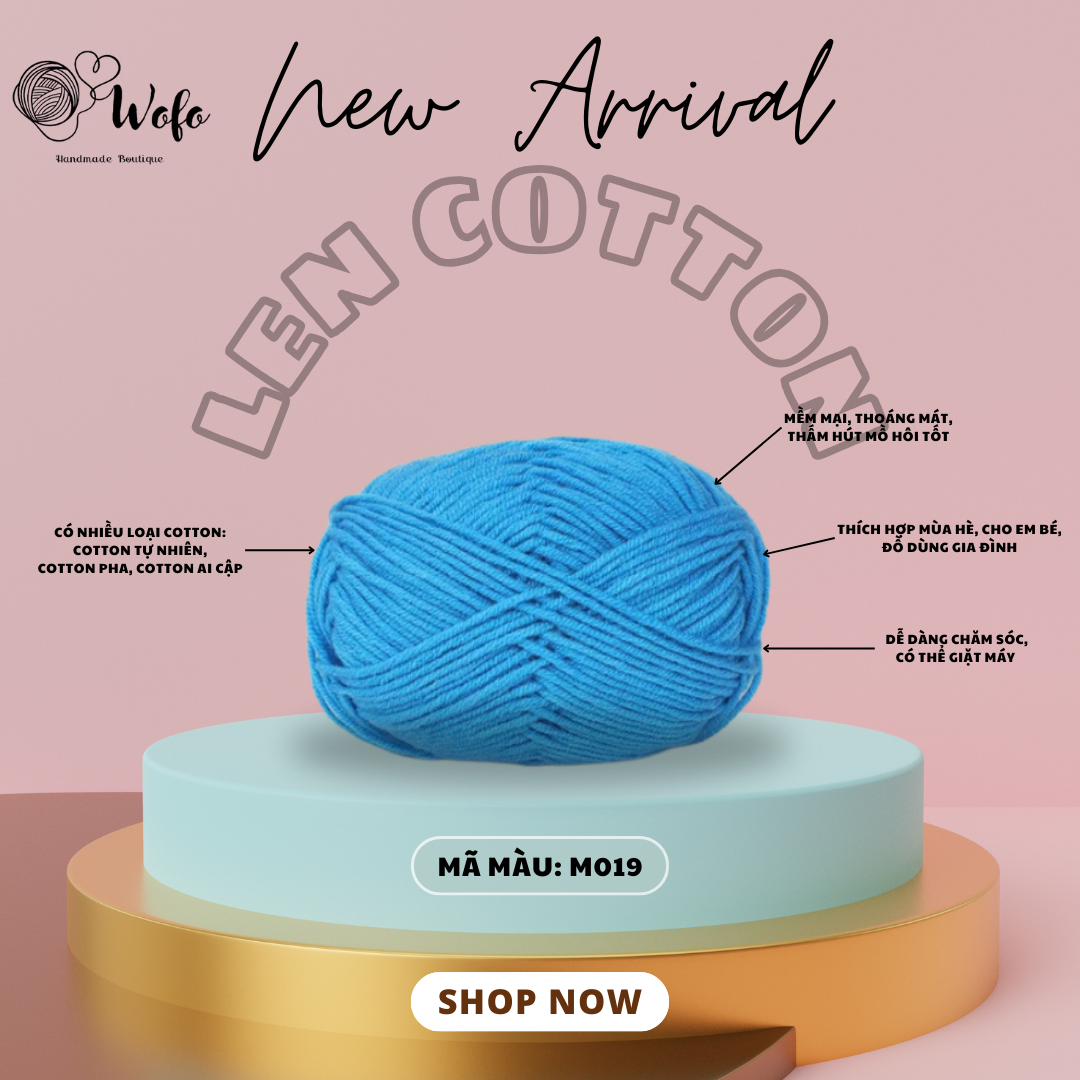 Wofo
Handmade Boutique
New Arrival
LEN COTTON
MỀM MẠI, THOÁNG MÁT,
THẤM HÚT MỒ HÔI TỐT
CÓ NHIỀU LOẠI COTTON:
COTTON TỰ NHIÊN,
COTTON PHA, COTTON AI CẬP
THÍCH HỢP MÙA HÈ, CHO EM BÉ,
ĐỒ DÙNG GIA ĐÌNH
DỄ DÀNG CHĂM SÓC,
CÓ THỂ GIẶT MÁY
MÃ MÀU: M019
SHOP NOW